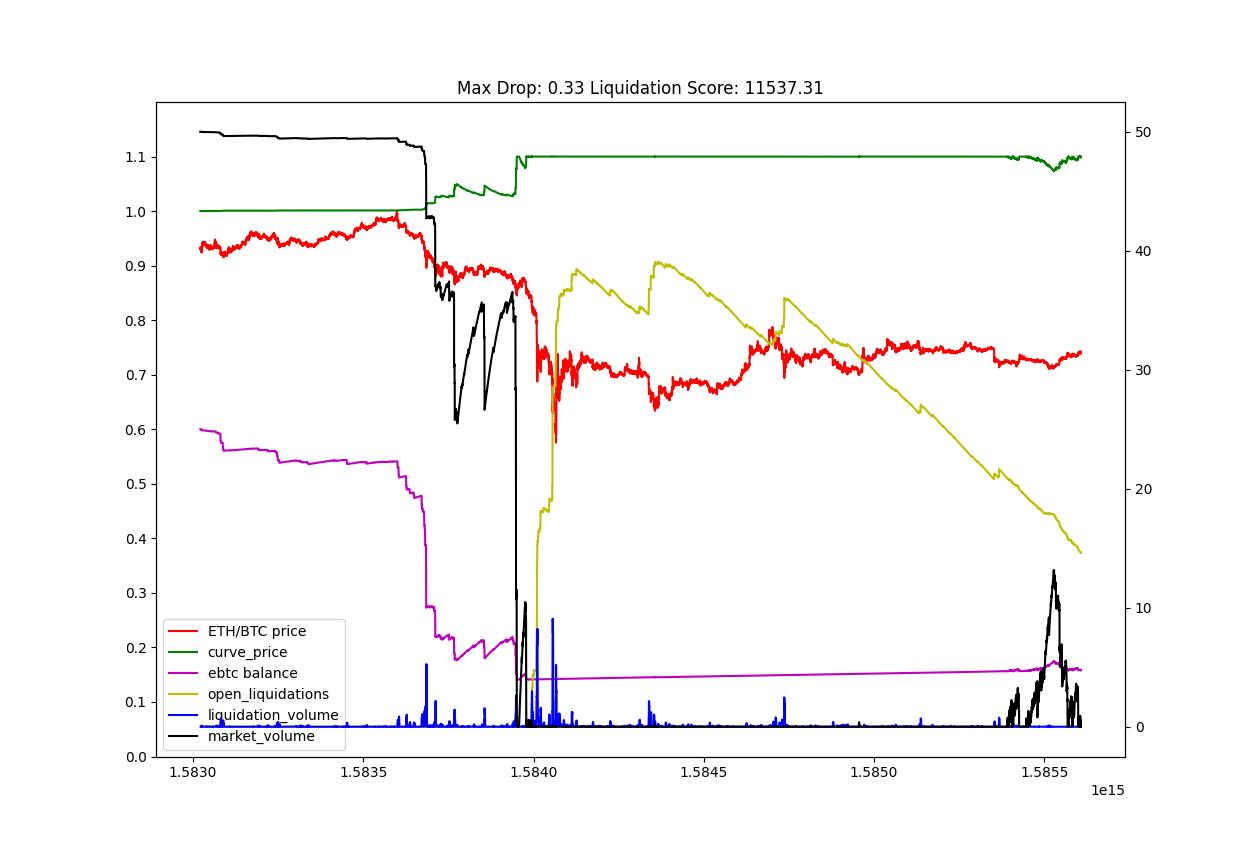 Max Drop: 0.33 Liquidation Score: 11537.31
1.1
1.0
0.9
0.8
0.7
0.6
0.5
0.4
0.3
0.2
0.1
0.0
50
40
30
20
10
0
ETH/BTC price
curve_price
ebtc balance
open_liquidations
liquidation_volume
market_volume
1.5830 1.5835 1.5840 1.5845 1.5850 1.5855
1e15